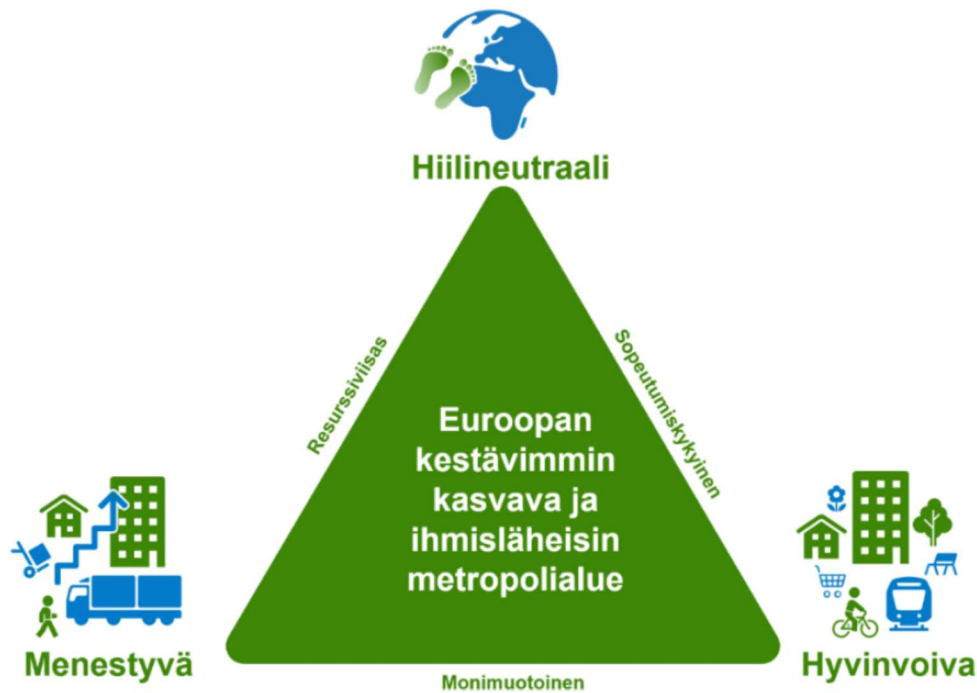 Hiilineutraali
Resurssiviisas
Sopeutumiskykyinen
Euroopan
kestävimmin
kasvava ja
ihmisläheisin
metropolialue
Menestyvä
Hyvinvoiva
Monimuotoinen